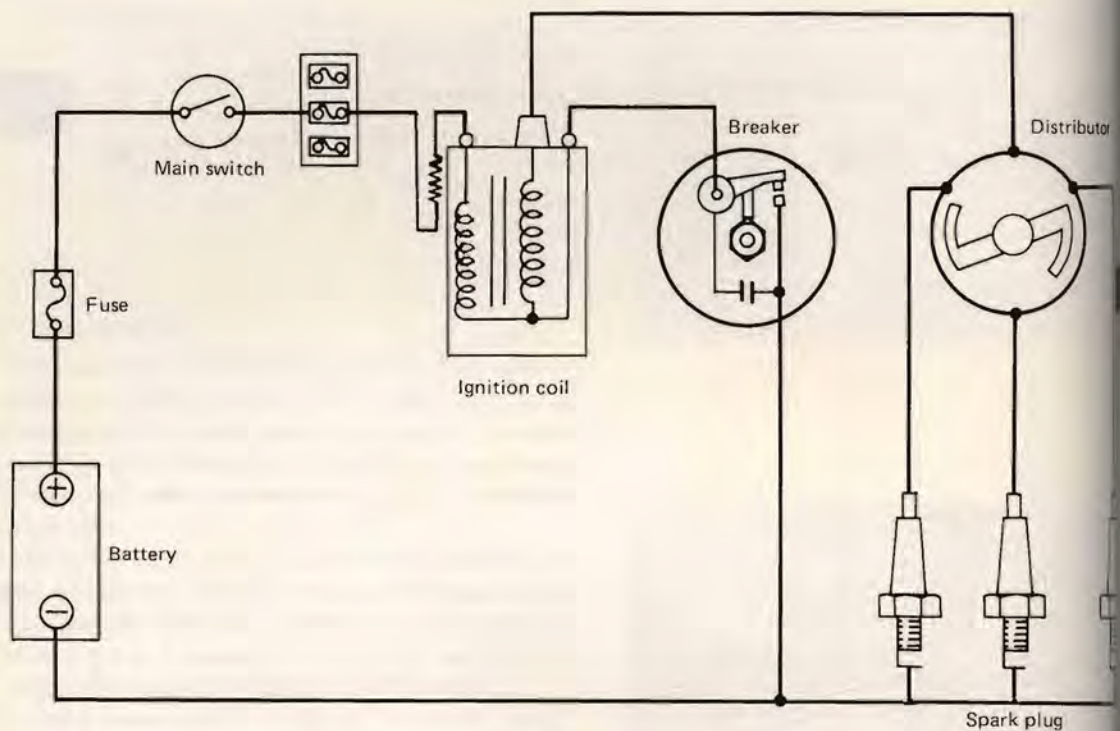 Main switch
Breaker
Distributor
Fuse
Ignition coil
+
Battery
−
Spark plug